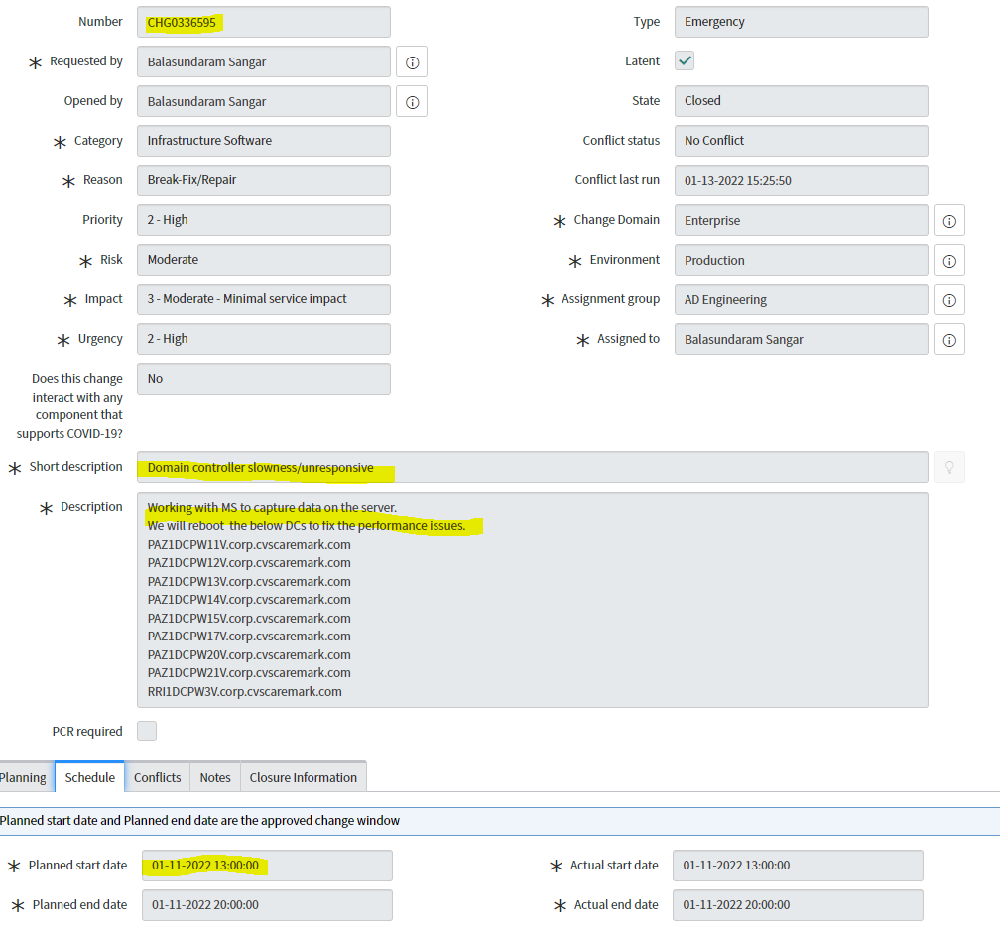 Number CHG0336595 Type Emergency
* Requested by Balasundaram Sangar Latent
Opened by Balasundaram Sangar State Closed
* Category Infrastructure Software Conflict status No Conflict
* Reason Break-Fix/Repair Conflict last run 01-13-2022 15:25:50
Priority 2 - High * Change Domain Enterprise
* Risk Moderate * Environment Production
* Impact 3 - Moderate - Minimal service impact * Assignment group AD Engineering
* Urgency 2 - High * Assigned to Balasundaram Sangar
Does this change No
interact with any
component that
supports COVID-19?
* Short description Domain controller slowness/unresponsive
* Description Working with MS to capture data on the server.
We will reboot the below DCs to fix the performance issues.
PAZ1DCPW11V.corp.cvscaremark.com
PAZ1DCPW12V.corp.cvscaremark.com
PAZ1DCPW13V.corp.cvscaremark.com
PAZ1DCPW14V.corp.cvscaremark.com
PAZ1DCPW15V.corp.cvscaremark.com
PAZ1DCPW17V.corp.cvscaremark.com
PAZ1DCPW20V.corp.cvscaremark.com
PAZ1DCPW21V.corp.cvscaremark.com
RRI1DCPW3V.corp.cvscaremark.com
PCR required
Planning Schedule Conflicts Notes Closure Information
Planned start date and Planned end date are the approved change window
* Planned start date 01-11-2022 13:00:00 * Actual start date 01-11-2022 13:00:00
* Planned end date 01-11-2022 20:00:00 * Actual end date 01-11-2022 20:00:00